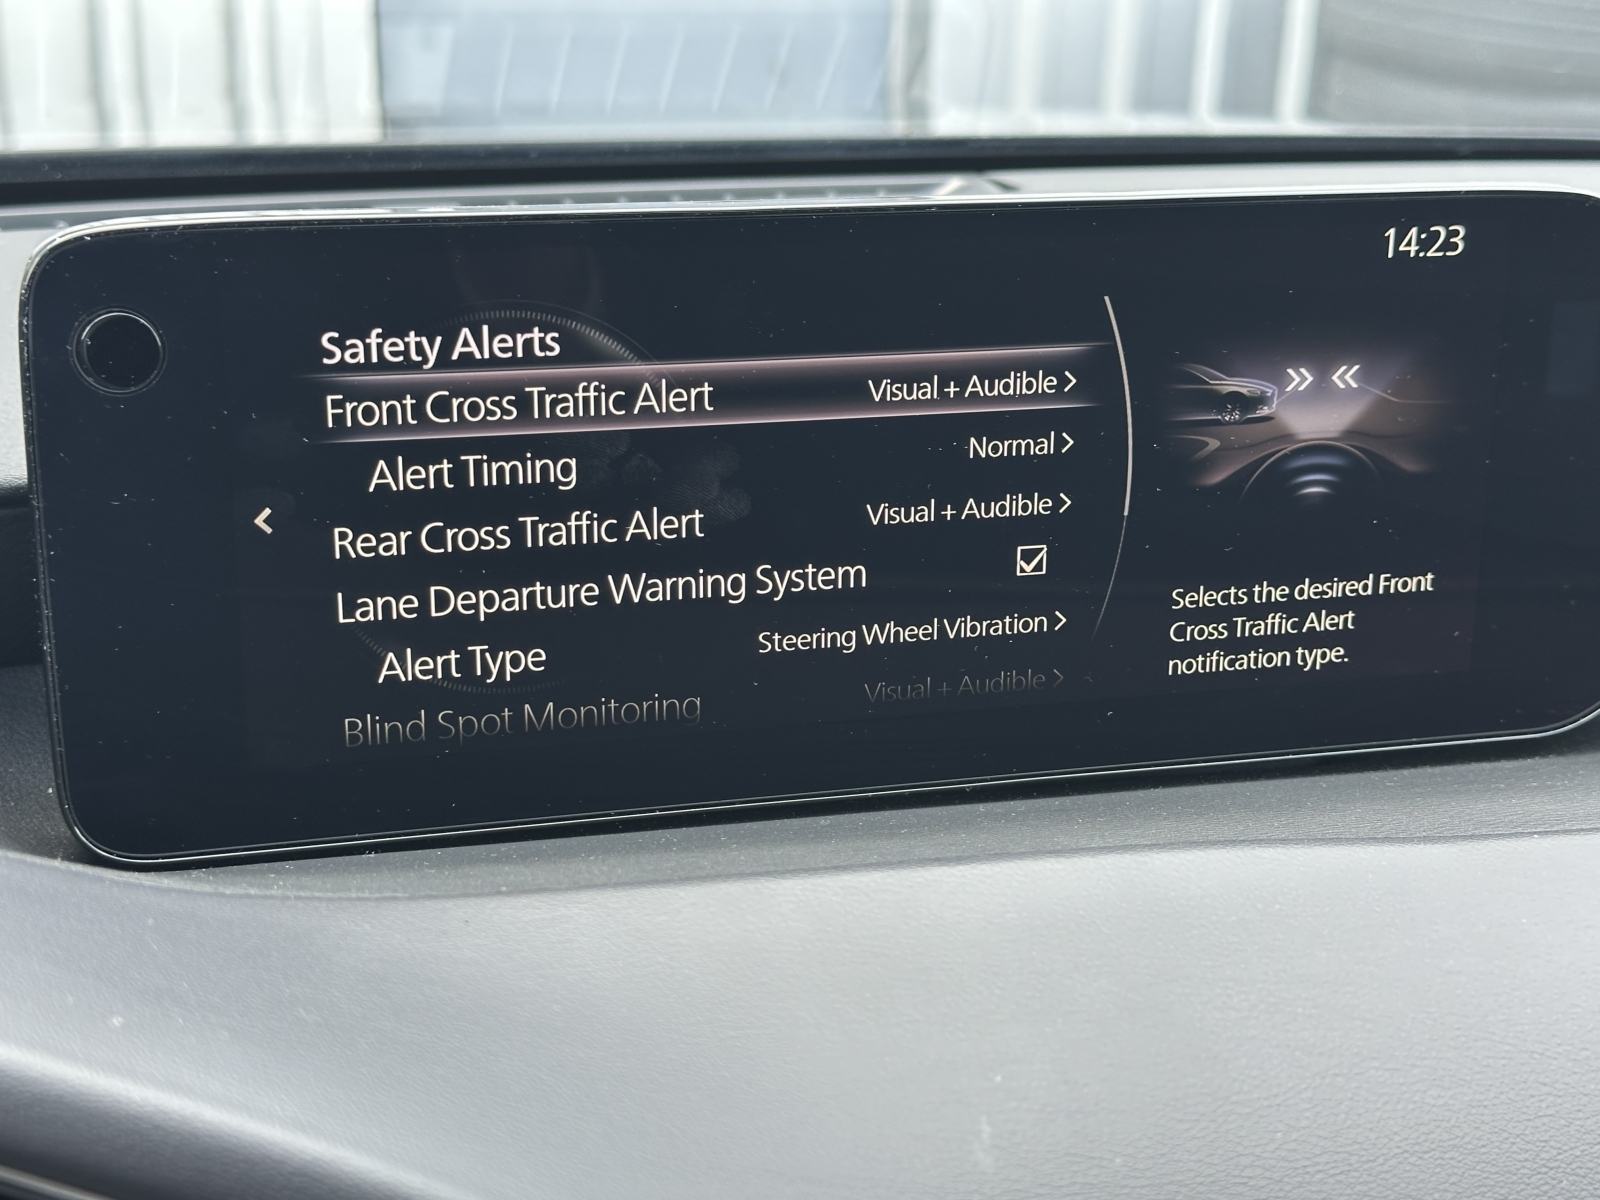 14:23
Safety Alerts
Front Cross Traffic Alert Visual + Audible >
Alert Timing Normal >
Rear Cross Traffic Alert Visual + Audible >
Lane Departure Warning System
Alert Type Steering Wheel Vibration >
Blind Spot Monitoring Visual + Audible >
Selects the desired Front
Cross Traffic Alert
notification type.